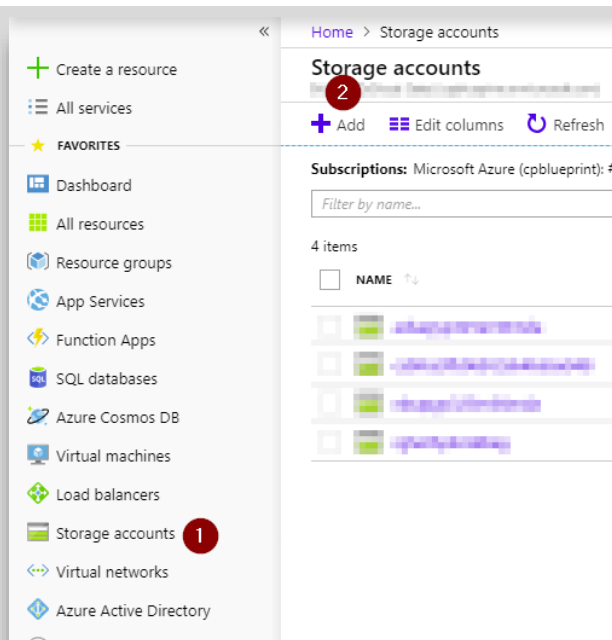 «
Create a resource
All services
FAVORITES
Dashboard
All resources
Resource groups
App Services
Function Apps
SQL databases
Azure Cosmos DB
Virtual machines
Load balancers
Storage accounts 1
Virtual networks
Azure Active Directory
Home > Storage accounts
Storage accounts
2
Add Edit columns Refresh
Subscriptions: Microsoft Azure (cpblueprint):
Filter by name...
4 items
NAME ↑↓